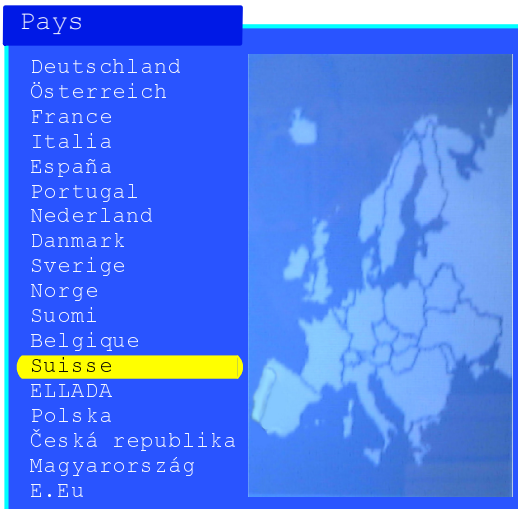 Pays
Deutschland
Österreich
France
Italia
España
Portugal
Nederland
Danmark
Sverige
Norge
Suomi
Belgique
Suisse
ELLADA
Polska
Česká republika
Magyarország
E.Eu